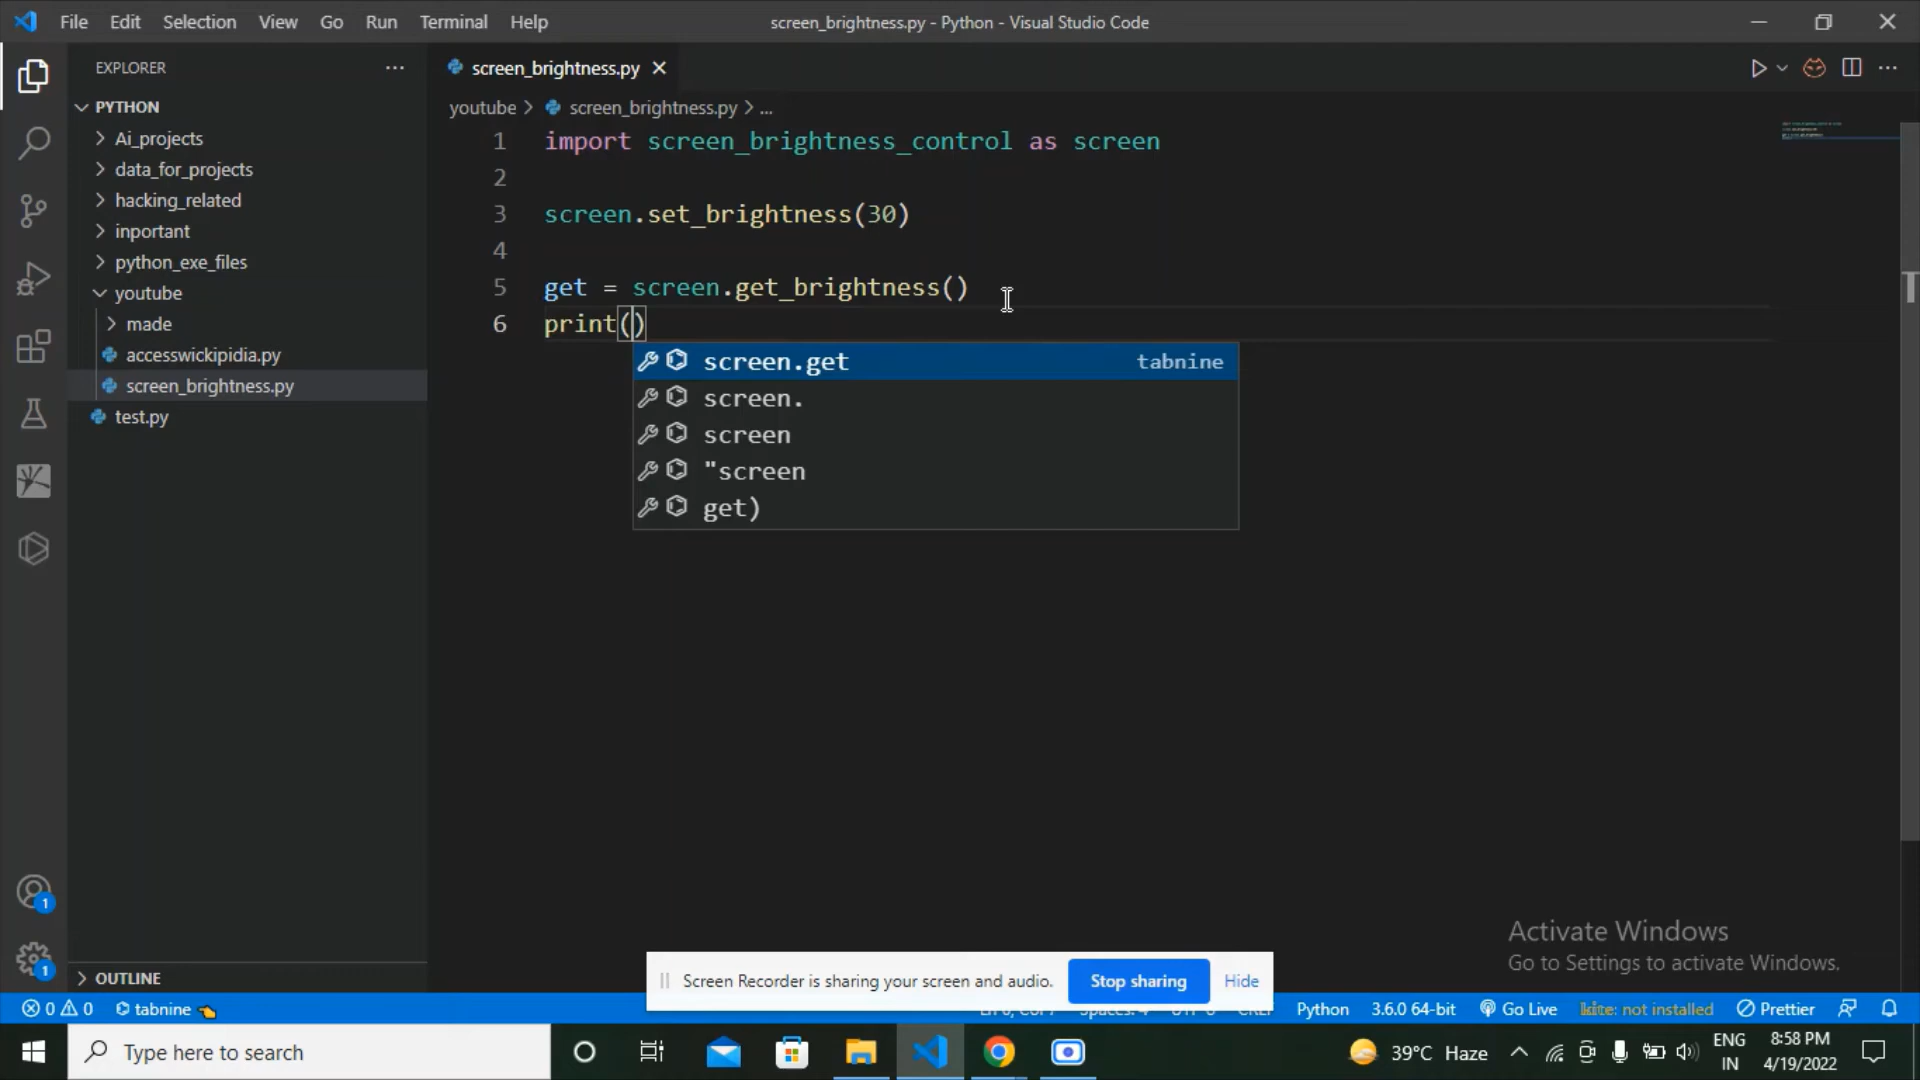 File Edit Selection View Go Run Terminal Help
screen_brightness.py - Python - Visual Studio Code
EXPLORER
PYTHON
Ai_projects
data_for_projects
hacking_related
inportant
python_exe_files
youtube
made
accesswickipidia.py
screen_brightness.py
test.py
OUTLINE
screen_brightness.py
youtube > screen_brightness.py > ...
1 import screen_brightness_control as screen
2
3 screen.set_brightness(30)
4
5 get = screen.get_brightness()
6 print()
screen.get tabnine
screen.
screen
"screen
get)
Activate Windows
Go to Settings to activate Windows.
Screen Recorder is sharing your screen and audio. Stop sharing Hide
1
1
0 0 tabnine
Python 3.6.0 64-bit Go Live kite: not installed Prettier
Type here to search
39°C Haze
ENG
IN
8:58 PM
4/19/2022